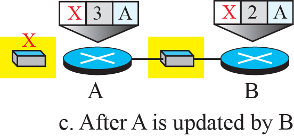 X 3 A X 2 A
X
A B
c. After A is updated by B